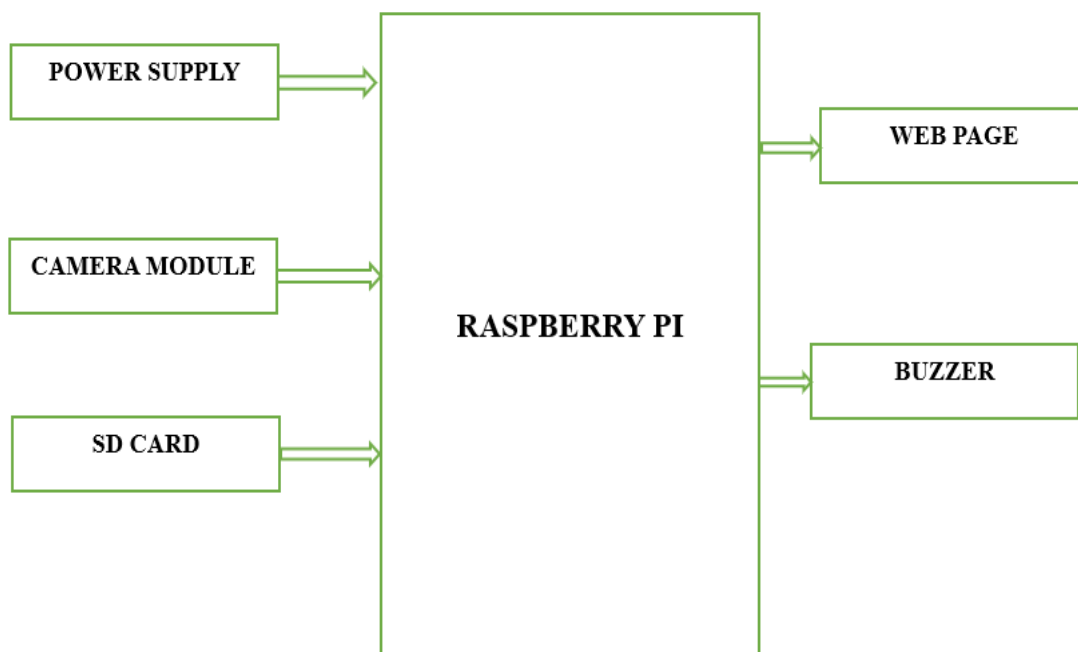 POWER SUPPLY
CAMERA MODULE
SD CARD
RASPBERRY PI
WEB PAGE
BUZZER